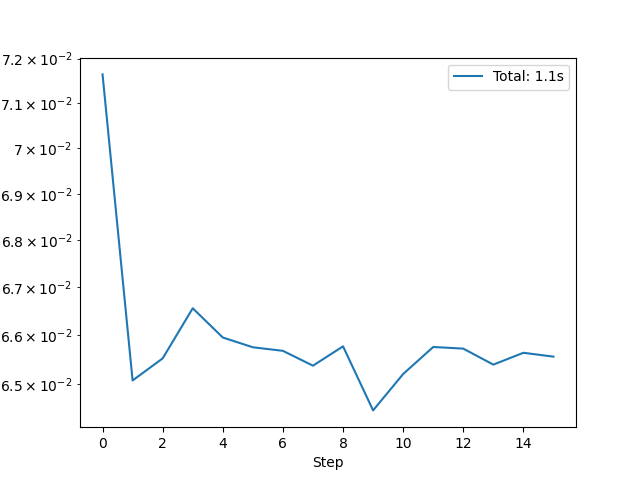 7.2 × 10⁻²
Total: 1.1s
7.1 × 10⁻²
7 × 10⁻²
6.9 × 10⁻²
6.8 × 10⁻²
6.7 × 10⁻²
6.6 × 10⁻²
6.5 × 10⁻²
0 2 4 6 8 10 12 14
Step